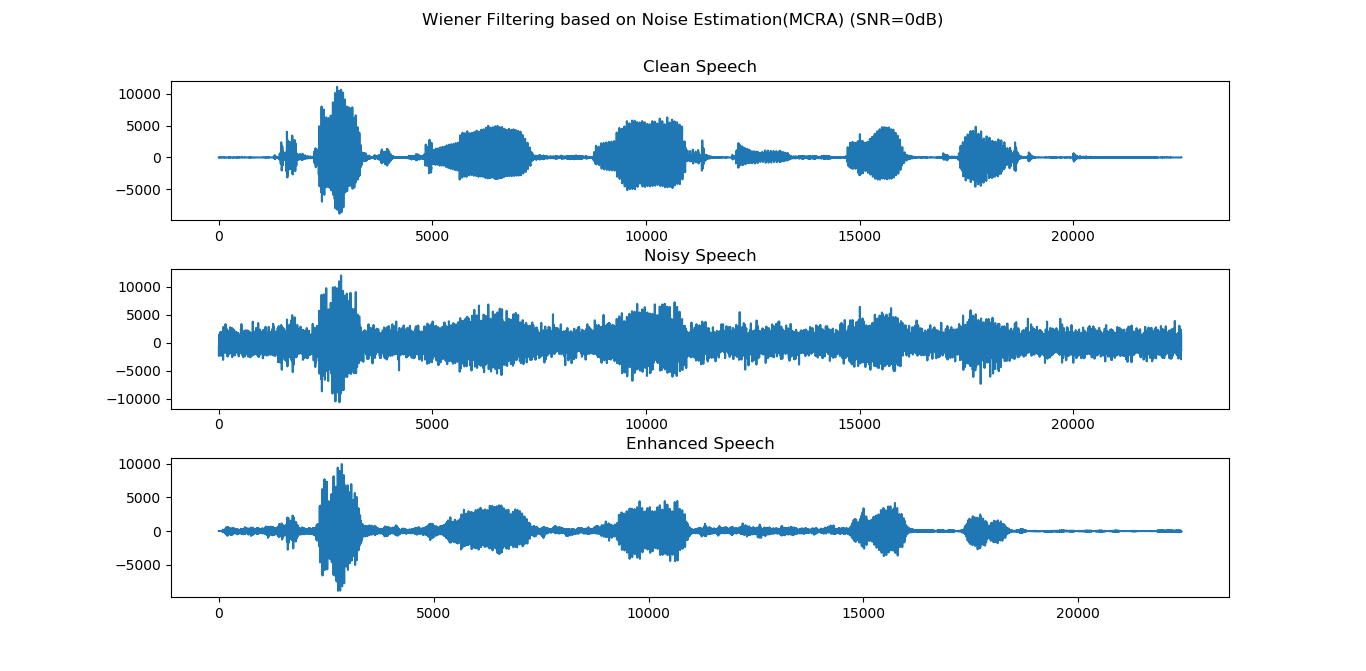 Wiener Filtering based on Noise Estimation(MCRA) (SNR=0dB)
Clean Speech
10000
5000
0
−5000
0 5000 10000 15000 20000
Noisy Speech
10000
5000
0
−5000
−10000
0 5000 10000 15000 20000
Enhanced Speech
10000
5000
0
−5000
0 5000 10000 15000 20000